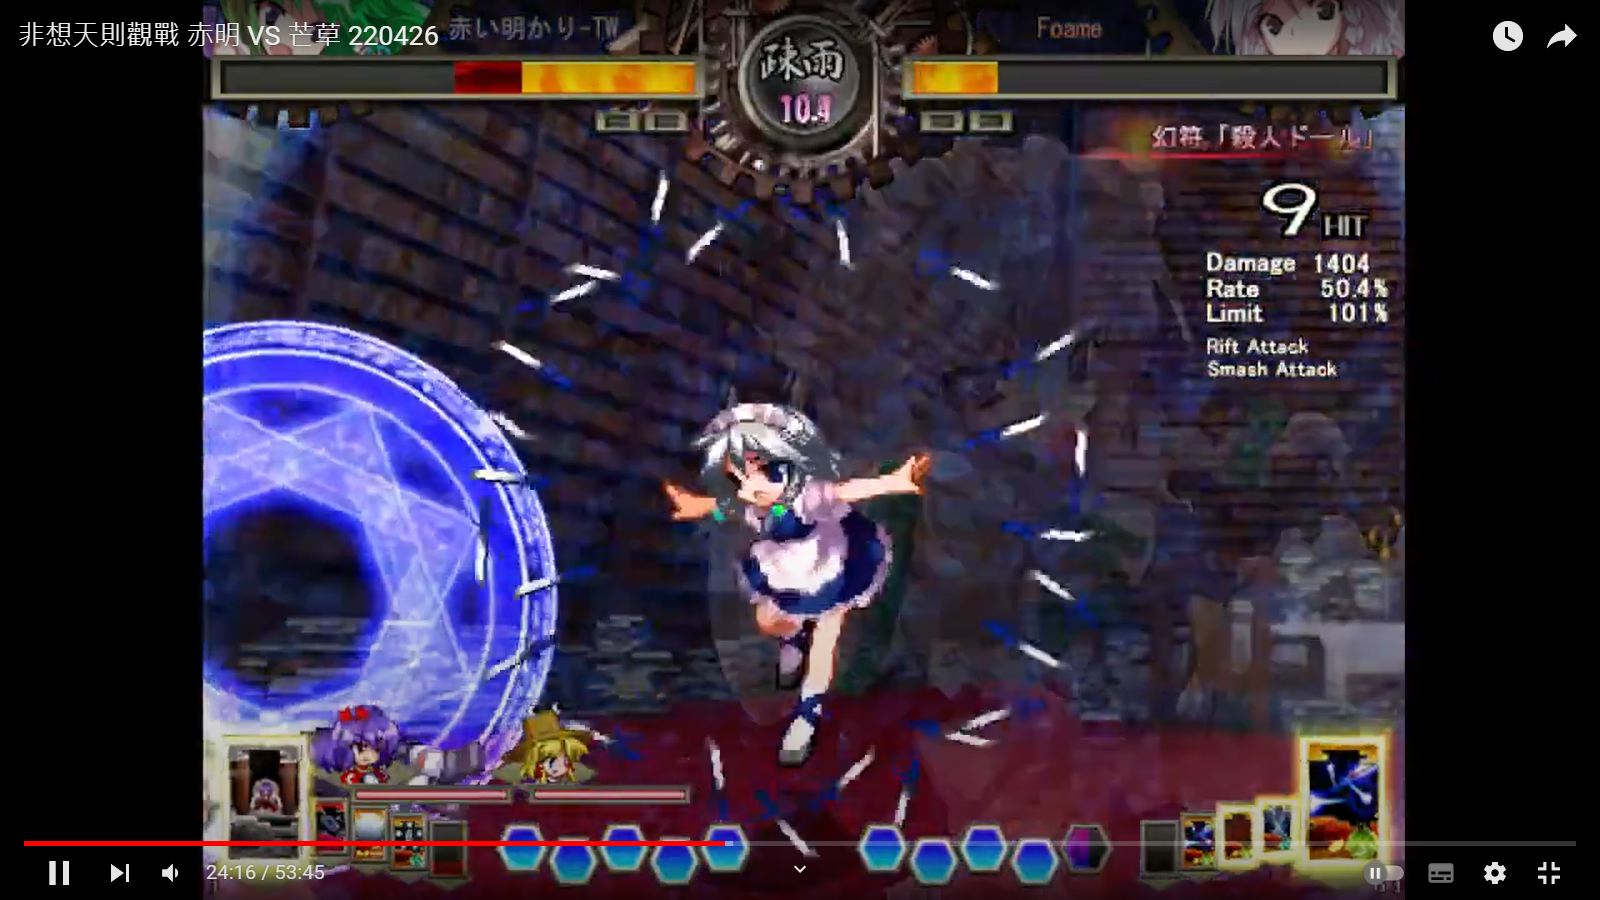 非想天則觀戰 赤明 VS 芒草 220426
赤い明かり-TW
疎雨
10.4
Foame
幻符「殺人ドール」
9 HIT
Damage 1404
Rate 50.4%
Limit 101%
Rift Attack
Smash Attack
24:16 / 53:45